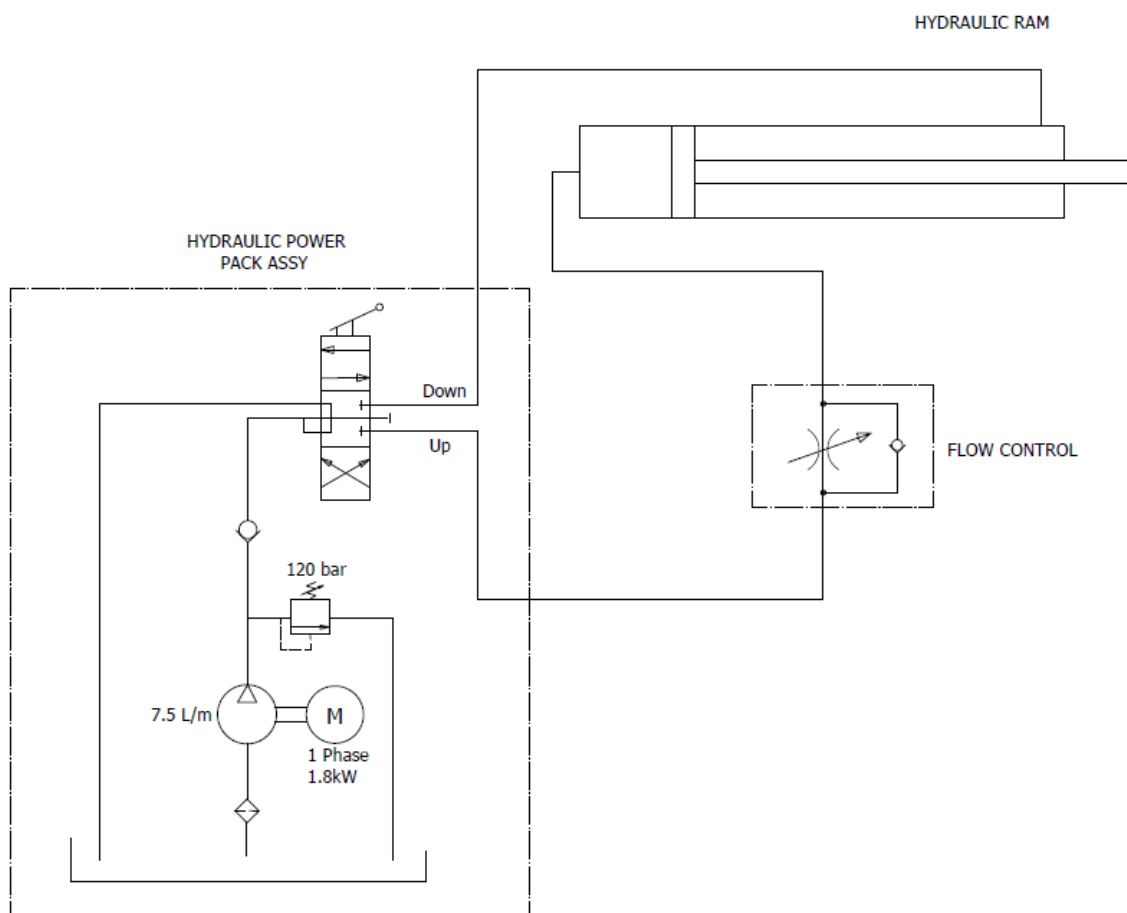 HYDRAULIC RAM
HYDRAULIC POWER
PACK ASSY
Down
Up
FLOW CONTROL
120 bar
7.5 L/m
M
1 Phase
1.8kW